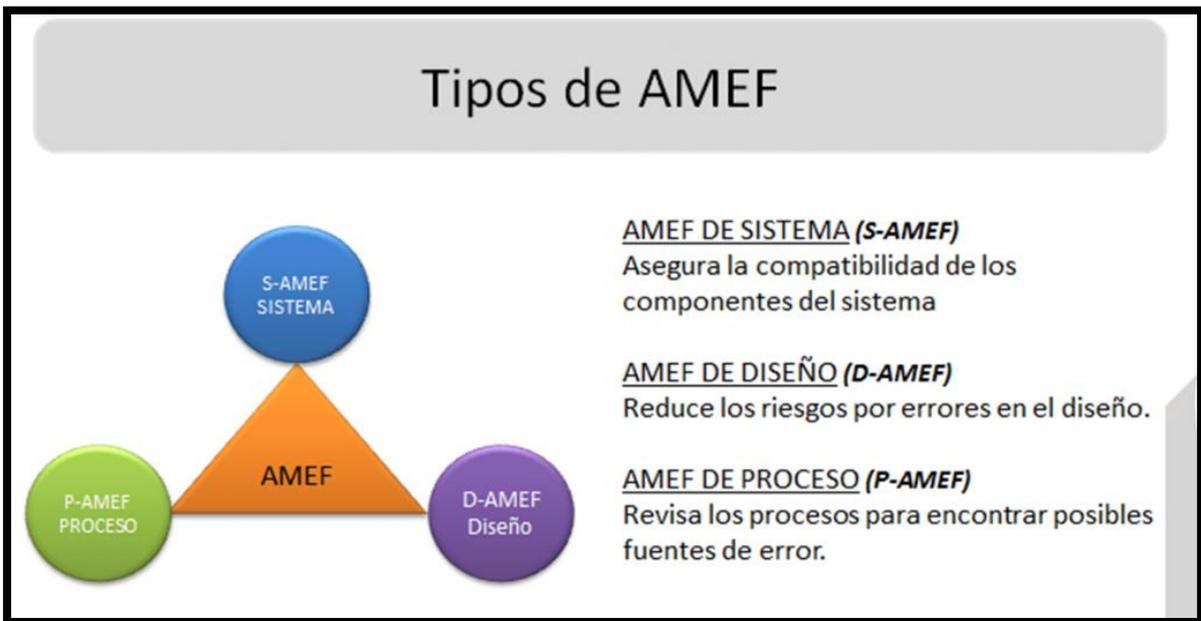 Tipos de AMEF
S-AMEF
SISTEMA
AMEF
P-AMEF
PROCESO
D-AMEF
Diseño
AMEF DE SISTEMA (S-AMEF)
Asegura la compatibilidad de los
componentes del sistema
AMEF DE DISEÑO (D-AMEF)
Reduce los riesgos por errores en el diseño.
AMEF DE PROCESO (P-AMEF)
Revisa los procesos para encontrar posibles
fuentes de error.